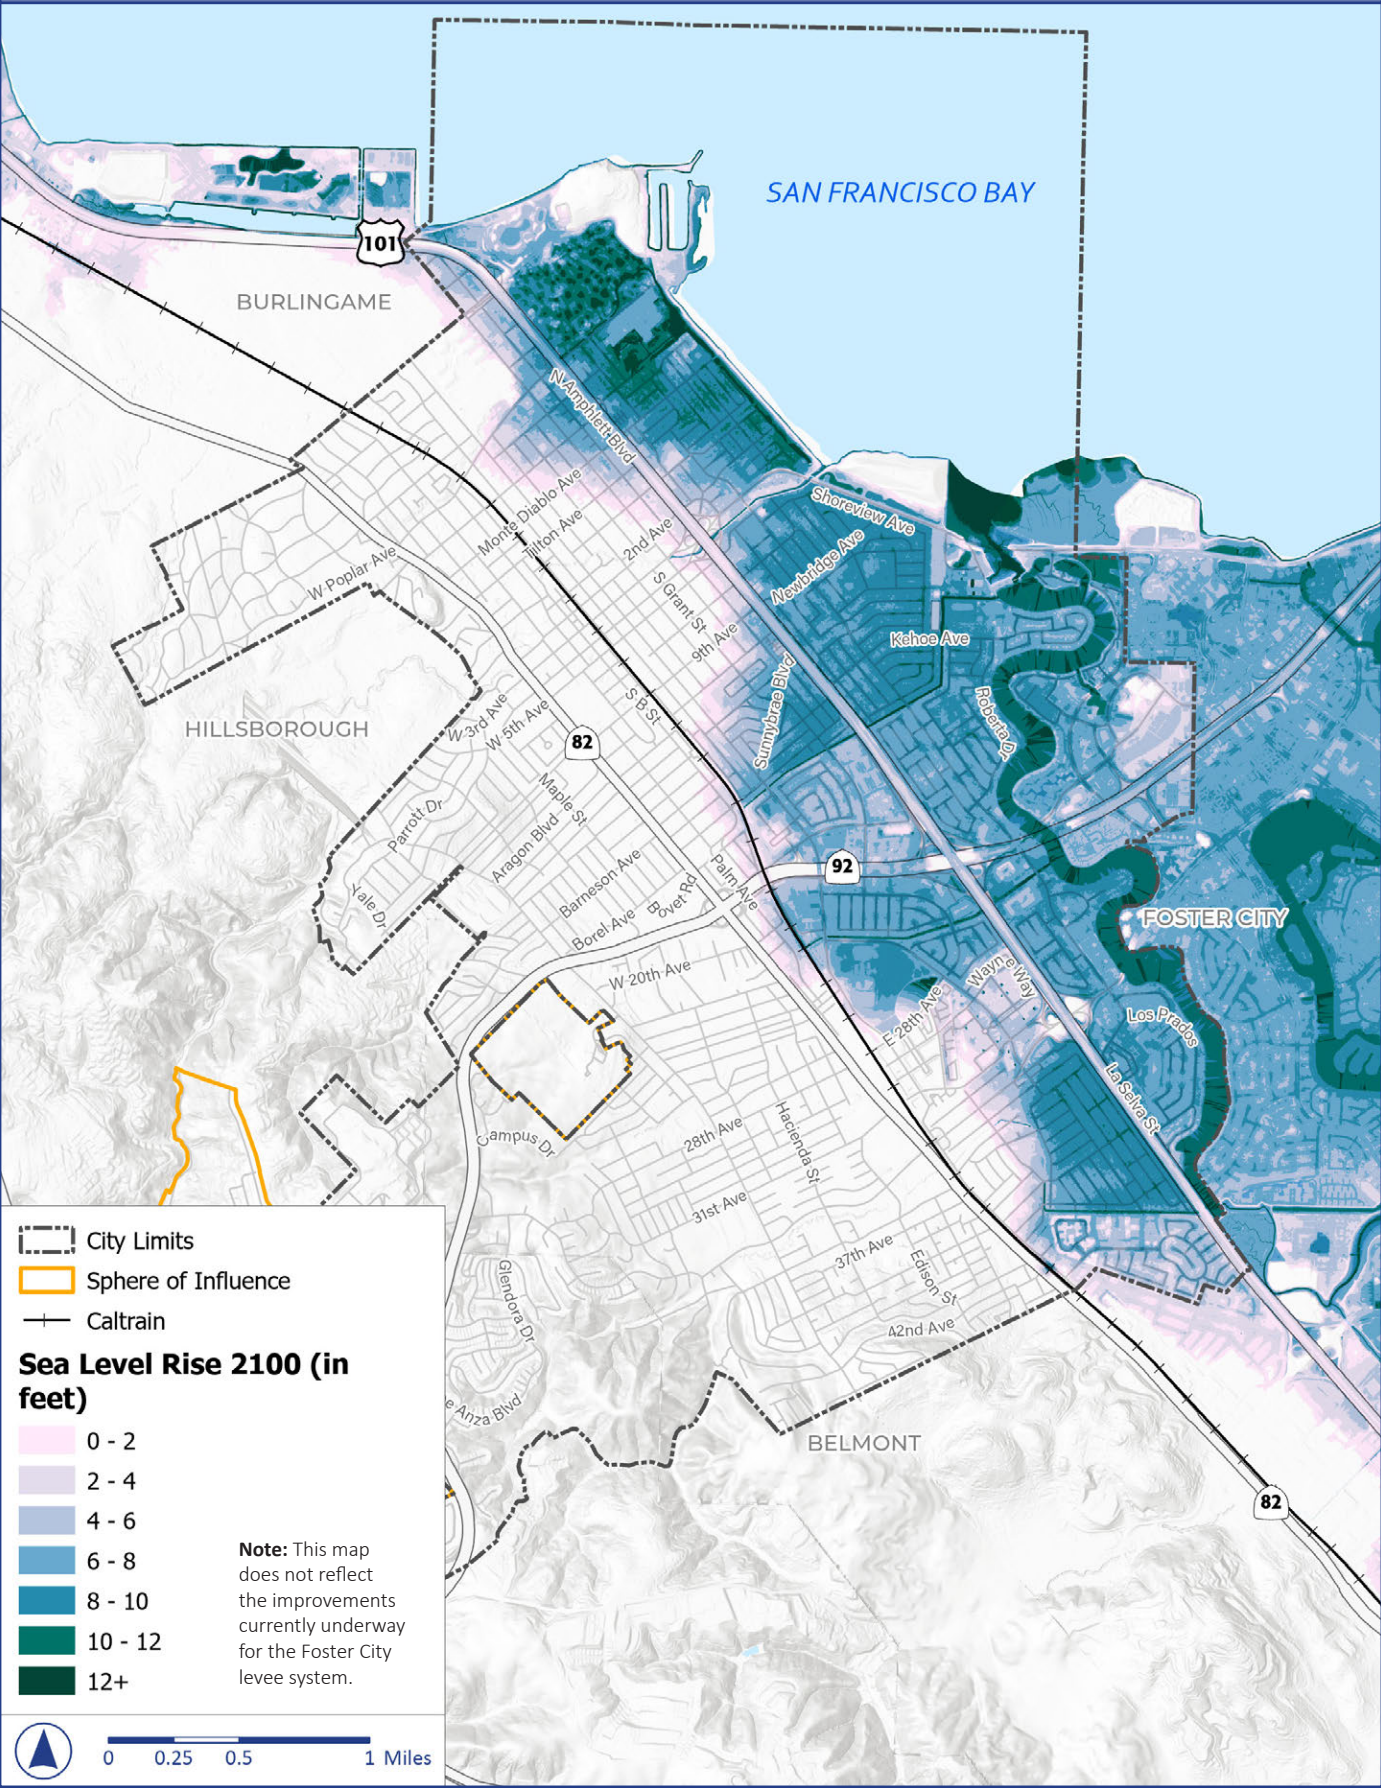 SAN FRANCISCO BAY
101
BURLINGAME
N Amphlett Blvd
Monte Diablo Ave
Tilton Ave
2nd Ave
Shoreview Ave
Newbridge Ave
W Poplar Ave
S Grant St
9th Ave
Kehoe Ave
Sunnybrae Blvd
S B St
Roberta Dr
HILLSBOROUGH
W 3rd Ave
W 5th Ave
82
Maple St
Parrott Dr
Aragon Blvd
Barneson Ave
Palm Ave
92
Yale Dr
Bovet Rd
Borel Ave
FOSTER CITY
W 20th Ave
Wayne Way
E 28th Ave
Los Prados
La Selva St
Campus Dr
28th Ave
Hacienda St
31st Ave
37th Ave
Edison St
Glendora Dr
42nd Ave
e Anza Blvd
BELMONT
82
City Limits
Sphere of Influence
Caltrain
Sea Level Rise 2100 (in
feet)
0 - 2
2 - 4
4 - 6
6 - 8
8 - 10
10 - 12
12+
Note: This map
does not reflect
the improvements
currently underway
for the Foster City
levee system.
0 0.25 0.5 1 Miles